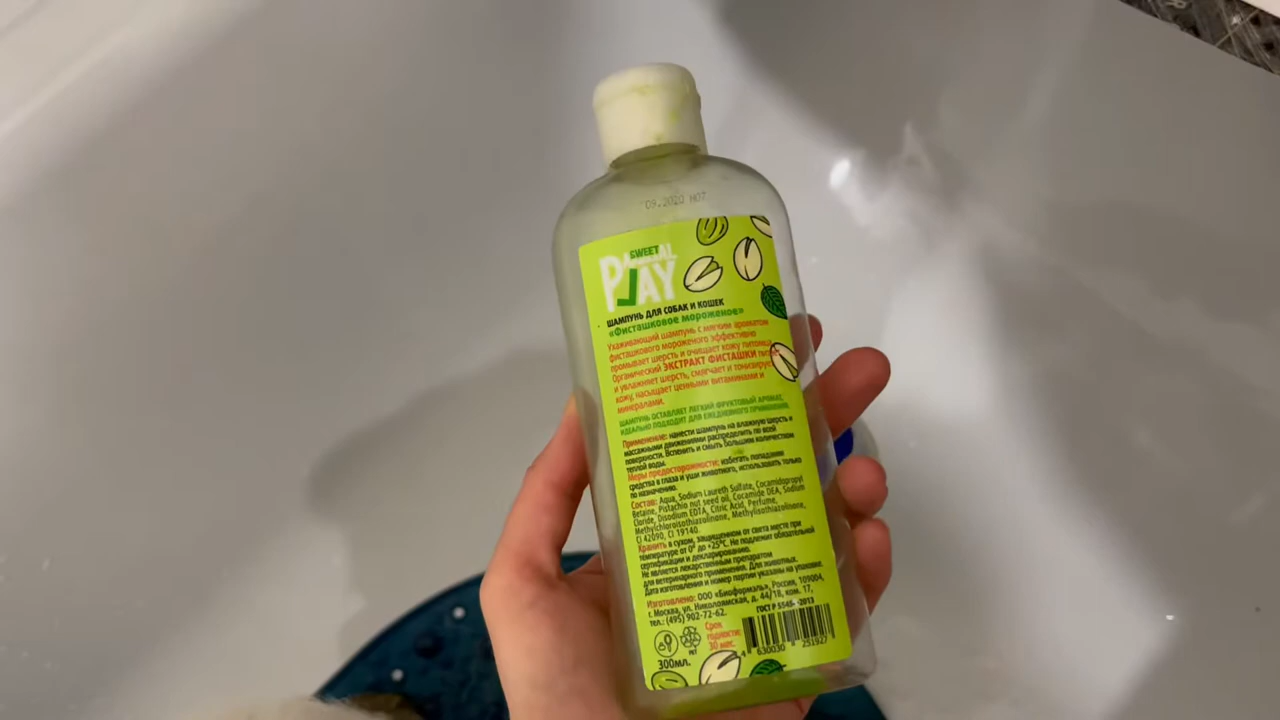 09.2020 М07
SWEET
ANIMAL
PLAY
ШАМПУНЬ ДЛЯ СОБАК И КОШЕК
«Фисташковое мороженое»
Ухаживающий шампунь с мягким ароматом
фисташкового мороженого эффективно
промывает шерсть и очищает кожу питомца.
Органический ЭКСТРАКТ ФИСТАШКИ
и увлажняет шерсть, смягчает и тонизирует
кожу, насыщает ценными витаминами и
минералами.
ШАМПУНЬ ОСТАВЛЯЕТ ЛЕГКИЙ ФРУКТОВЫЙ АРОМАТ,
ИДЕАЛЬНО ПОДХОДИТ ДЛЯ ЕЖЕДНЕВНОГО ПРИМЕНЕНИЯ.
Применение: нанести шампунь на влажную шерсть и
массажными движениями распределить по всей
поверхности. Вспенить и смыть большим количеством
теплой воды.
Меры предосторожности: избегать попадания
средства в глаза и уши животного, использовать только
по назначению.
Состав: Aqua, Sodium Laureth Sulfate, Cocamidopropyl
Betaine, Pistachio nut seed oil, Cocamide DEA, Sodium
Cloride, Disodium EDTA, Citric Acid, Perfume,
Methylchloroisothiazolinone, Methylisothiazolinone,
CI 42090, CI 19140.
Хранить в сухом, защищенном от света месте при
температуре от 0° до +25°С. Не подлежит обязательной
сертификации и декларированию.
Не является лекарственным препаратом
для ветеринарного применения. Для животных.
Дата изготовления и номер партии указаны на упаковке.
Изготовлено: ООО «Биоформэль», Россия, 109004,
г. Москва, ул. Николоямская, д. 44/18, ком. 17,
тел.: (495) 902-72-62.
ГОСТ Р
Срок
годности:
30 мес.
PET
300мл.
4 630030 251927